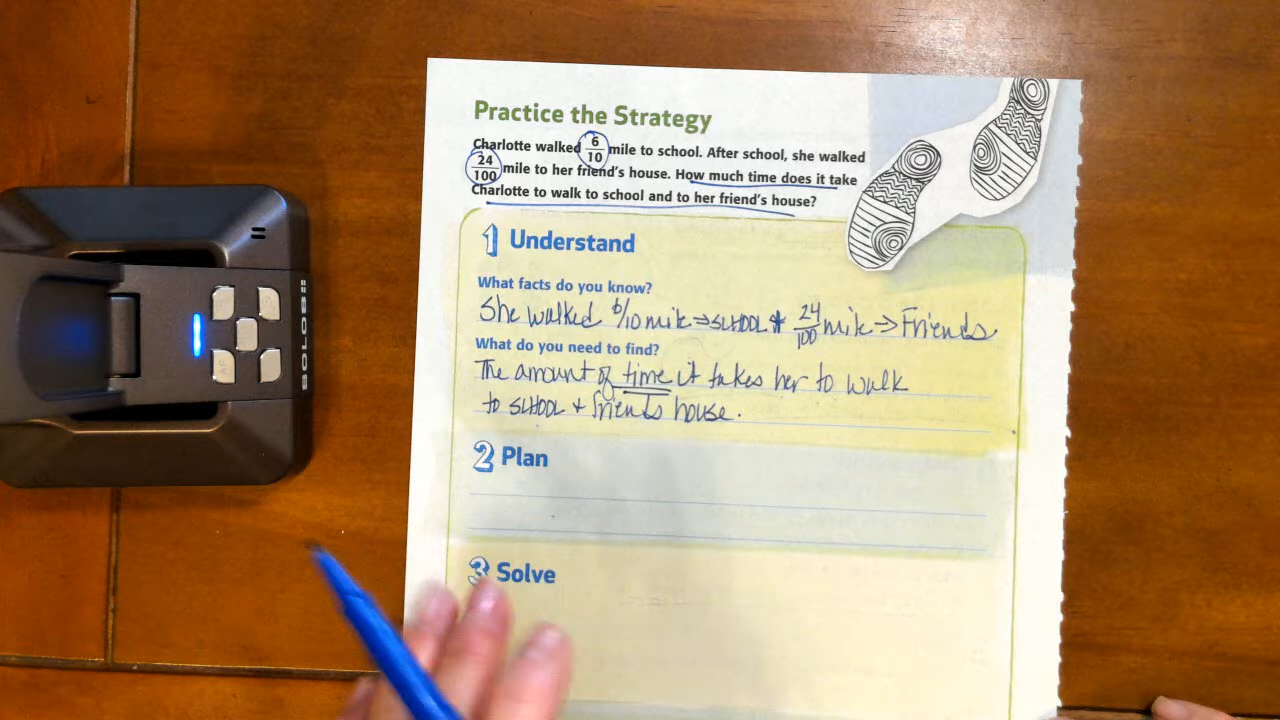 Practice the Strategy
Charlotte walked 6/10 mile to school. After school, she walked
24/100 mile to her friend's house. How much time does it take
Charlotte to walk to school and to her friend's house?
1 Understand
What facts do you know?
She walked 6/10 mile ⇒ SCHOOL + 24/100 mile ⇒ Friends
What do you need to find?
The amount of time it takes her to walk
to SCHOOL + friends house.
2 Plan
3 Solve
SOLO8